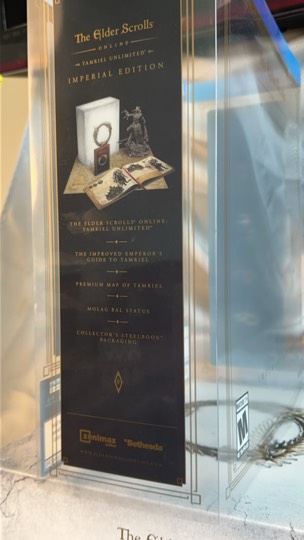 The Elder Scrolls
ONLINE
TAMRIEL UNLIMITED
IMPERIAL EDITION
THE ELDER SCROLLS ONLINE:
TAMRIEL UNLIMITED
THE IMPROVED EMPEROR'S
GUIDE TO TAMRIEL
PREMIUM MAP OF TAMRIEL
MOLAG BAL STATUE
COLLECTOR'S STEELBOOK
PACKAGING
zenimax
Bethesda
M
The